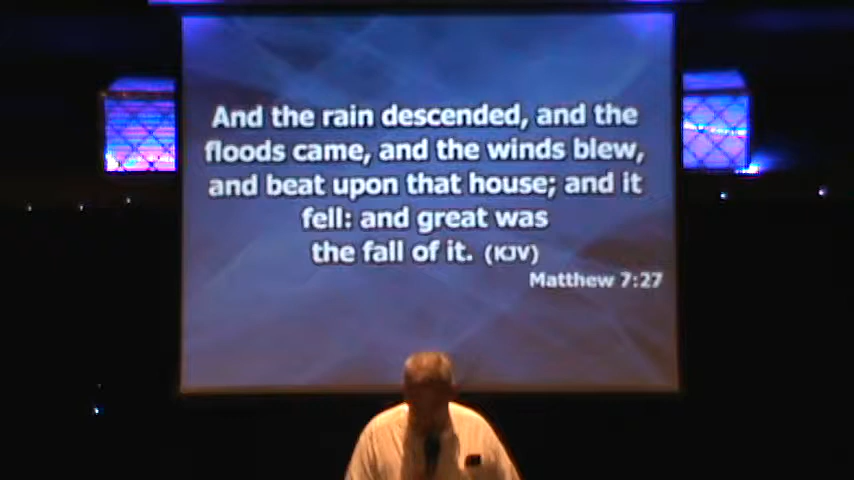 And the rain descended, and the
floods came, and the winds blew,
and beat upon that house; and it
fell: and great was
the fall of it. (KJV)
Matthew 7:27